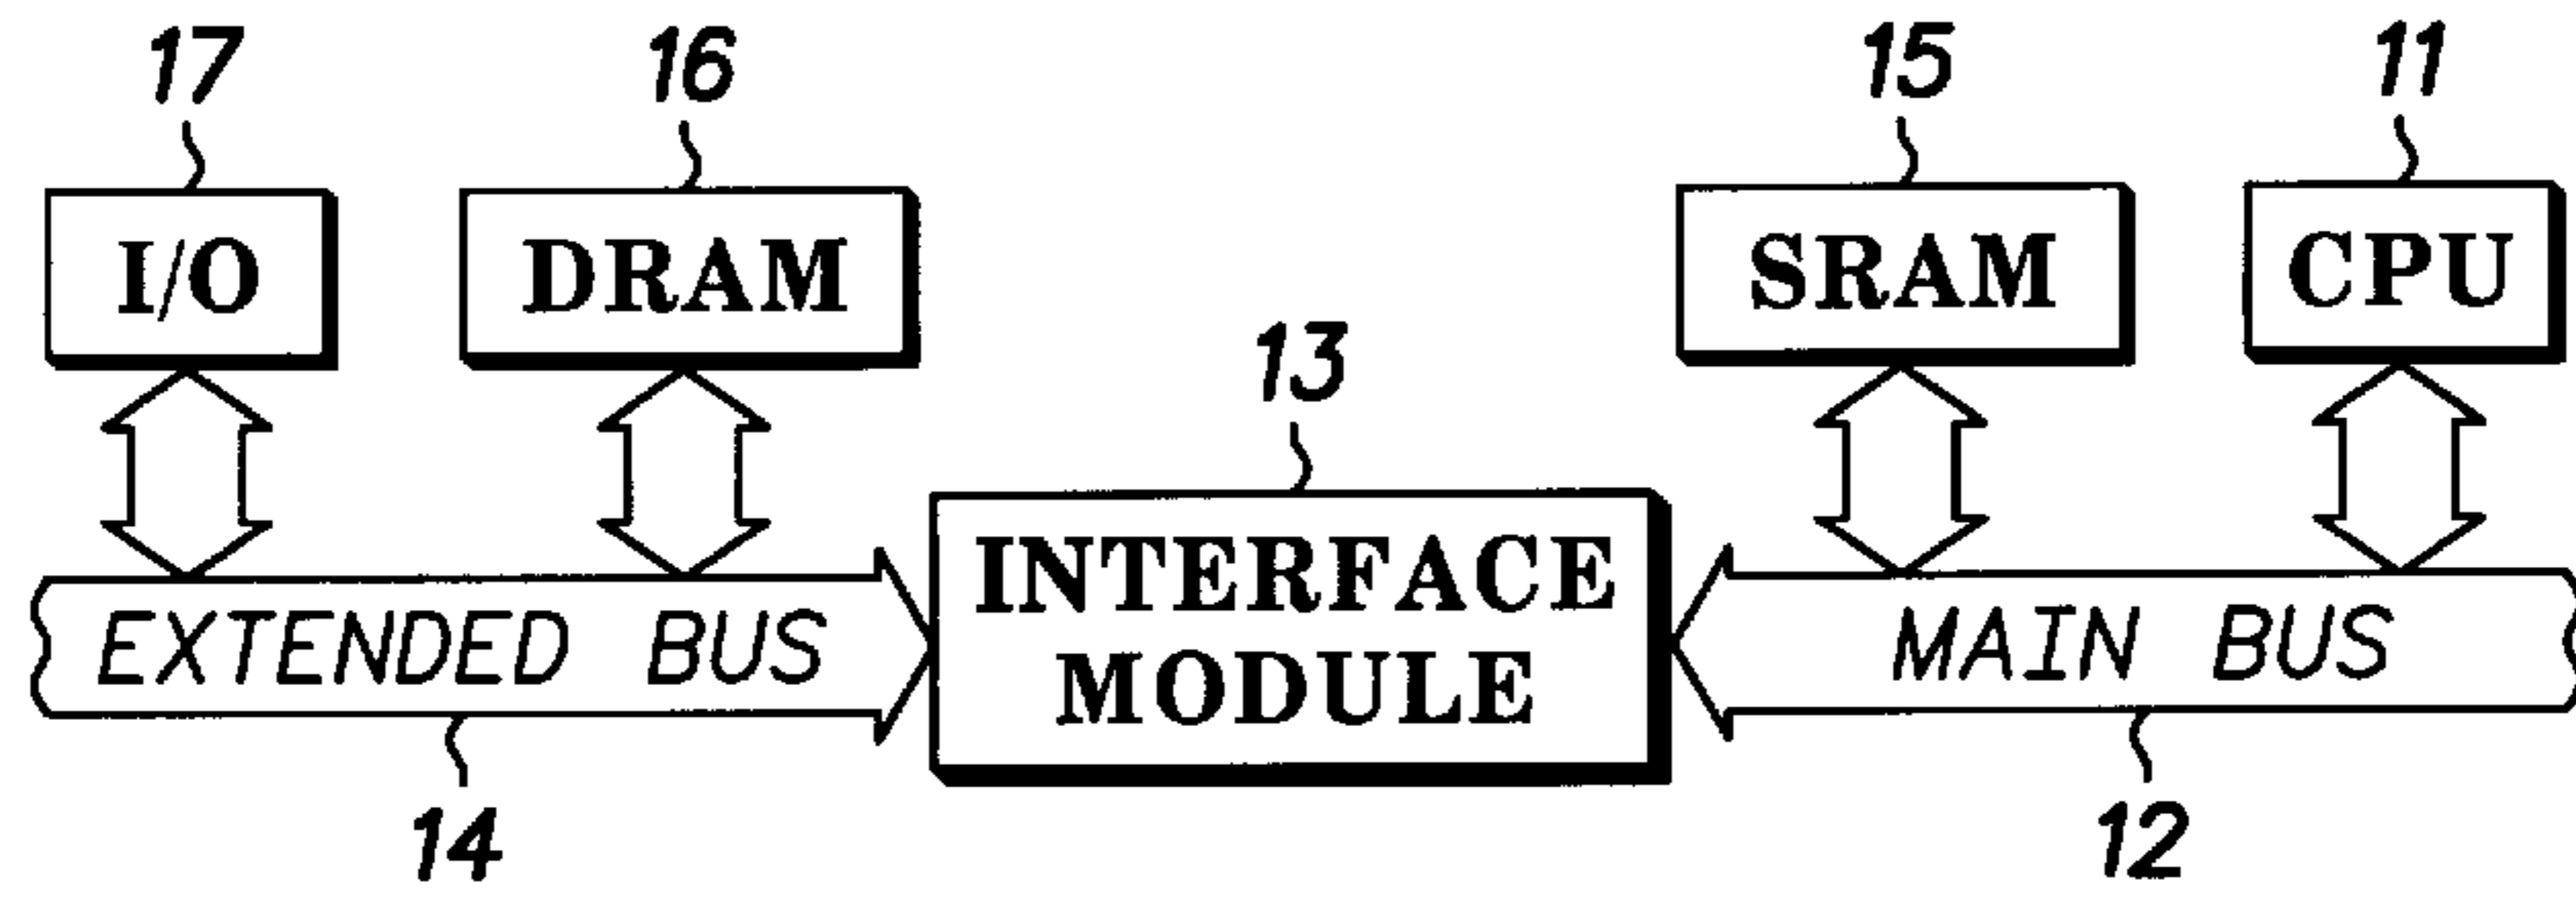 17 16 15 11
I/O DRAM SRAM CPU
13
INTERFACE
MODULE
EXTENDED BUS MAIN BUS
14 12